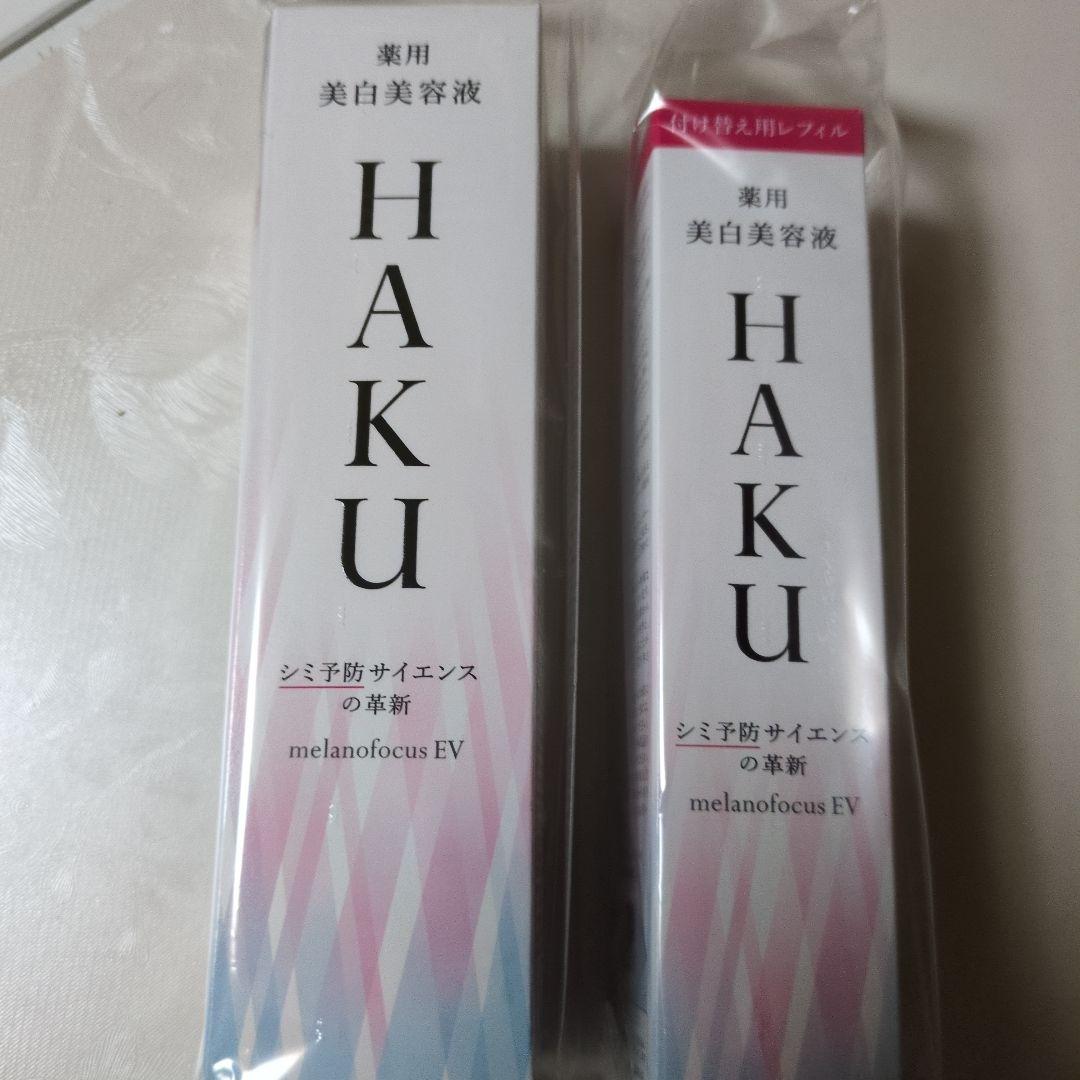 薬用
美白美容液
HAKU
シミ予防サイエンス
の革新
melanofocus EV
付け替え用レフィル
薬用
美白美容液
HAKU
シミ予防サイエンス
の革新
melanofocus EV